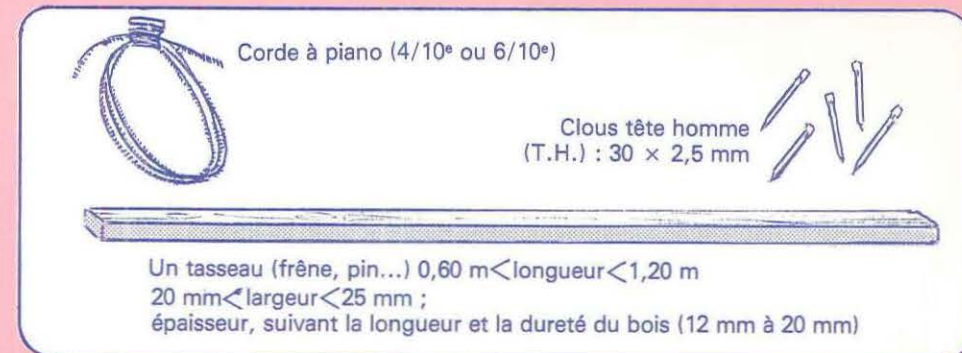 Corde à piano (4/10ᵉ ou 6/10ᵉ)
Clous tête homme
(T.H.) : 30 × 2,5 mm
Un tasseau (frêne, pin...) 0,60 m<longueur<1,20 m
20 mm<largeur<25 mm ;
épaisseur, suivant la longueur et la dureté du bois (12 mm à 20 mm)